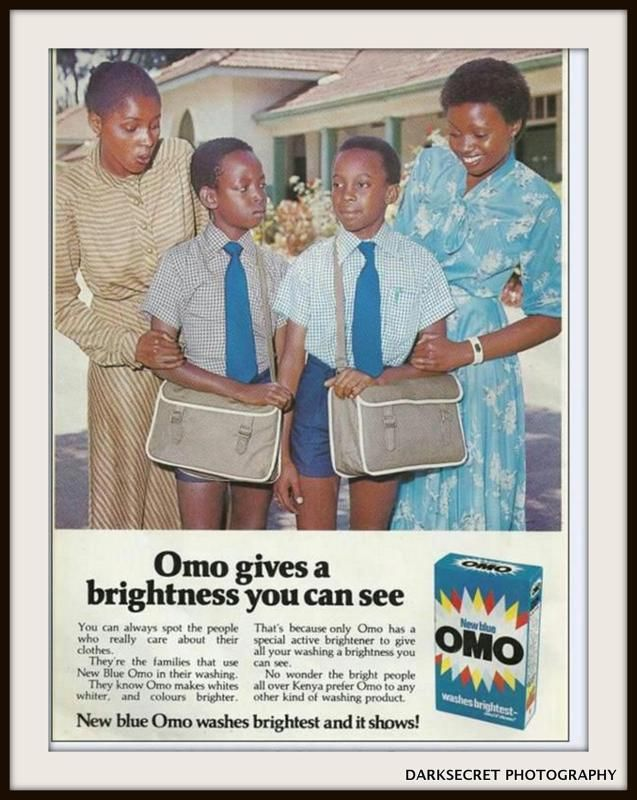 Omo gives a
brightness you can see
You can always spot the people
who really care about their
clothes.
They're the families that use
New Blue Omo in their washing.
They know Omo makes whites
whiter, and colours brighter.
That's because only Omo has a
special active brightener to give
all your washing a brightness you
can see.
No wonder the bright people
all over Kenya prefer Omo to any
other kind of washing product.
New blue Omo washes brightest and it shows!
OMO
New blue
OMO
washes brightest-
DARKSECRET PHOTOGRAPHY